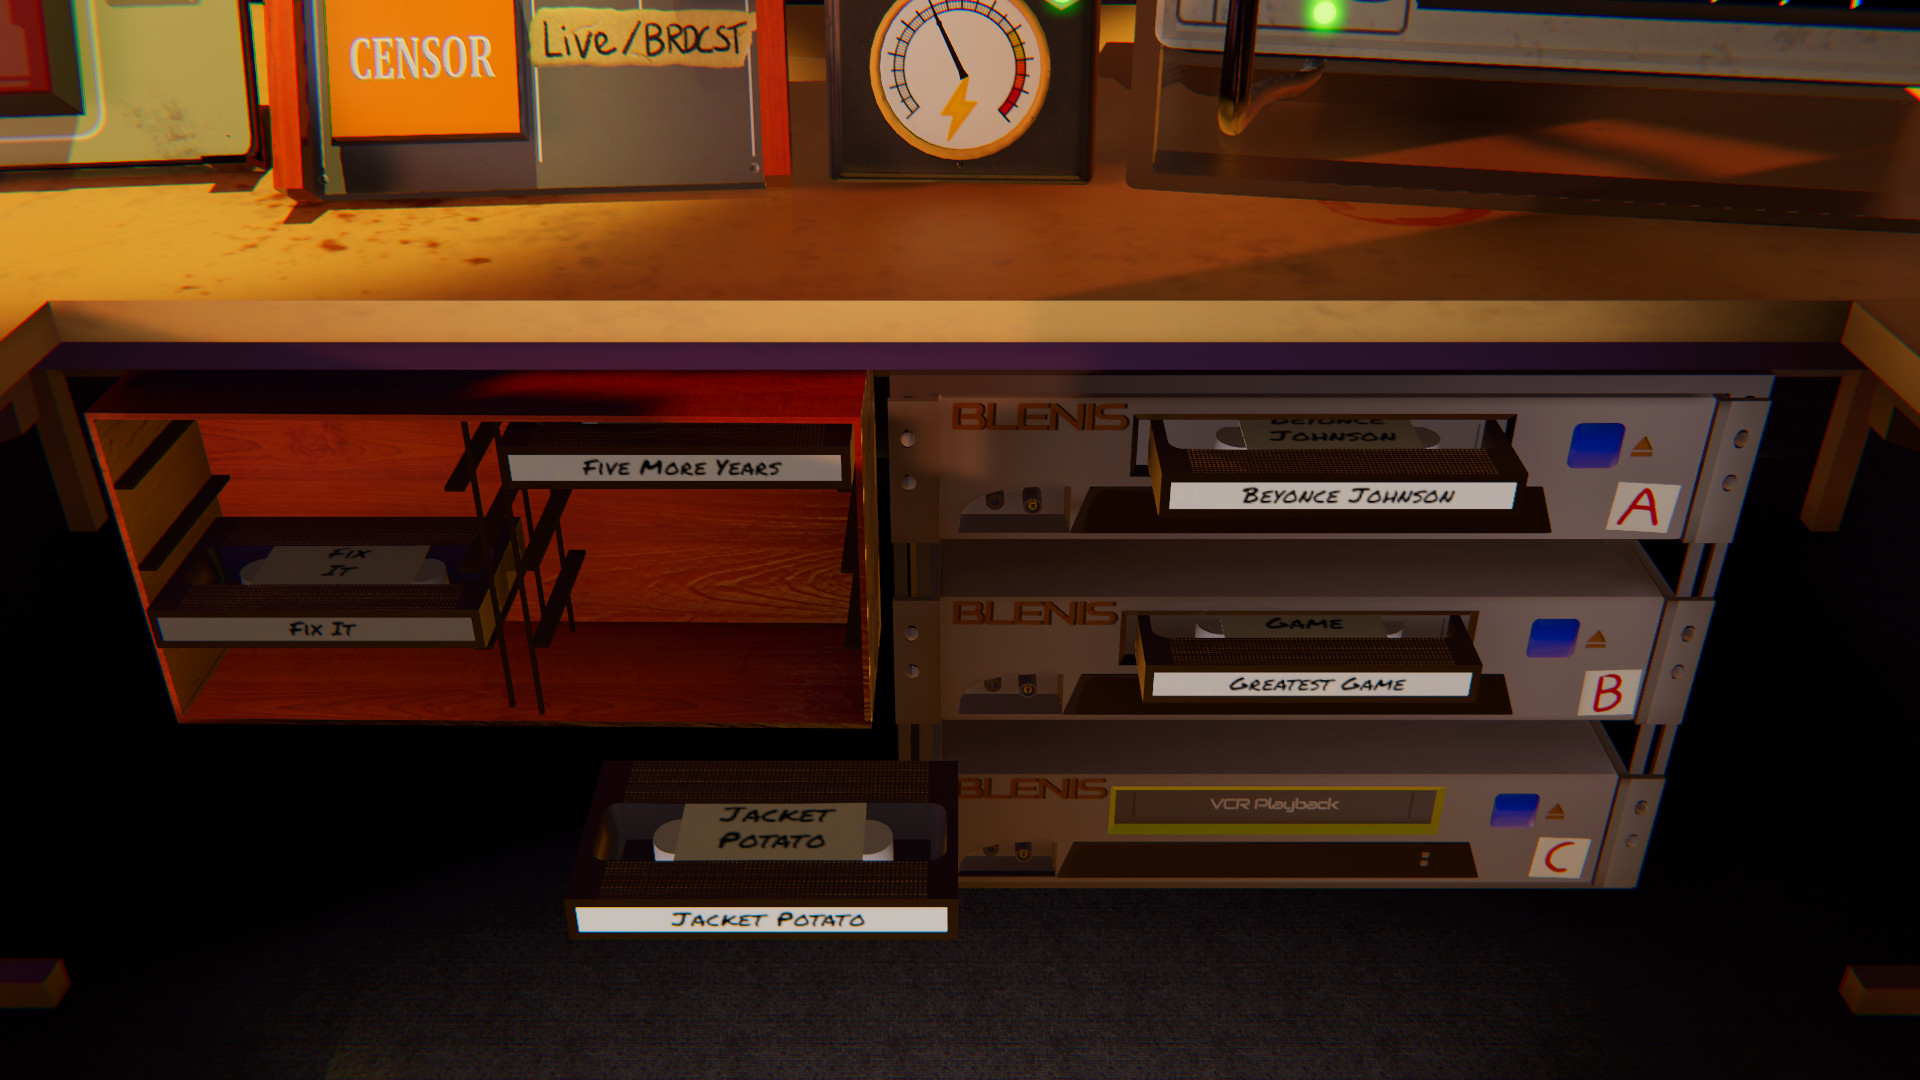 CENSOR
Live/BRDCST
FIVE MORE YEARS
FIX
IT
FIX IT
BLENIS
BEYONCE
JOHNSON
BEYONCE JOHNSON
A
BLENIS
GAME
GREATEST GAME
B
BLENIS
VCR Playback
C
JACKET
POTATO
JACKET POTATO